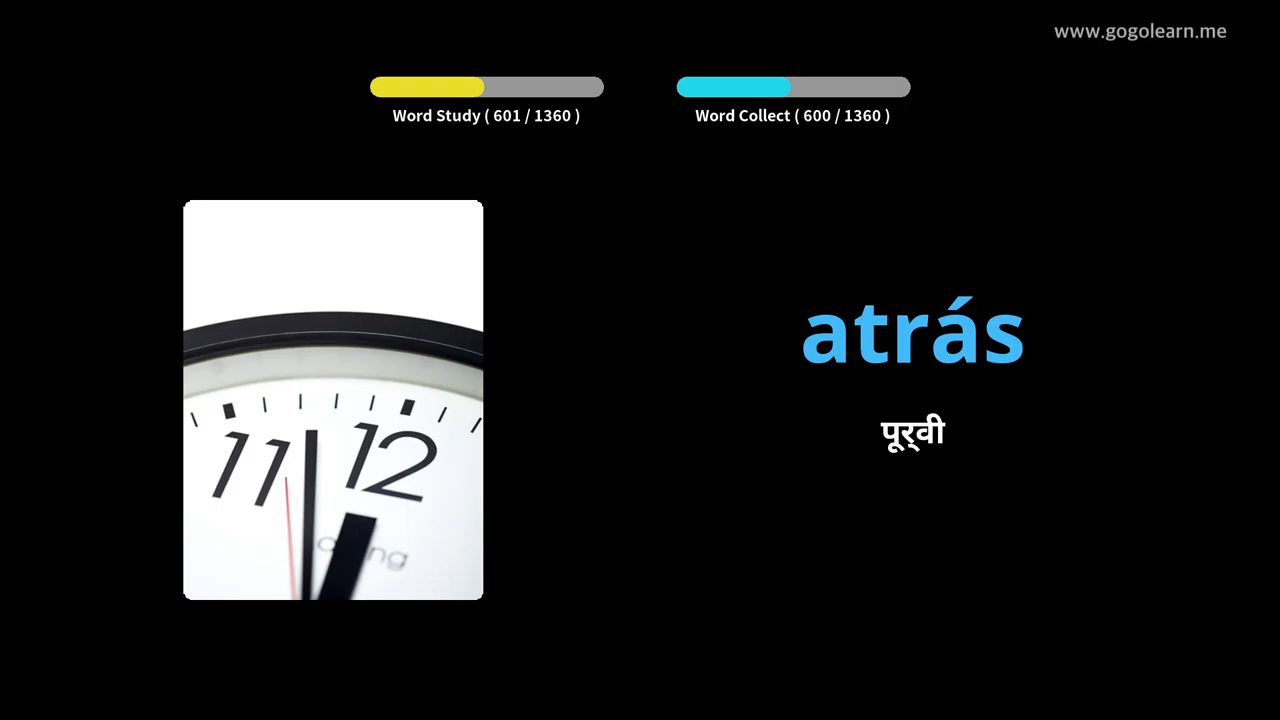 www.gogolearn.me
Word Study ( 601 / 1360 )
Word Collect ( 600 / 1360 )
11 12
atrás
पूर्‌वी